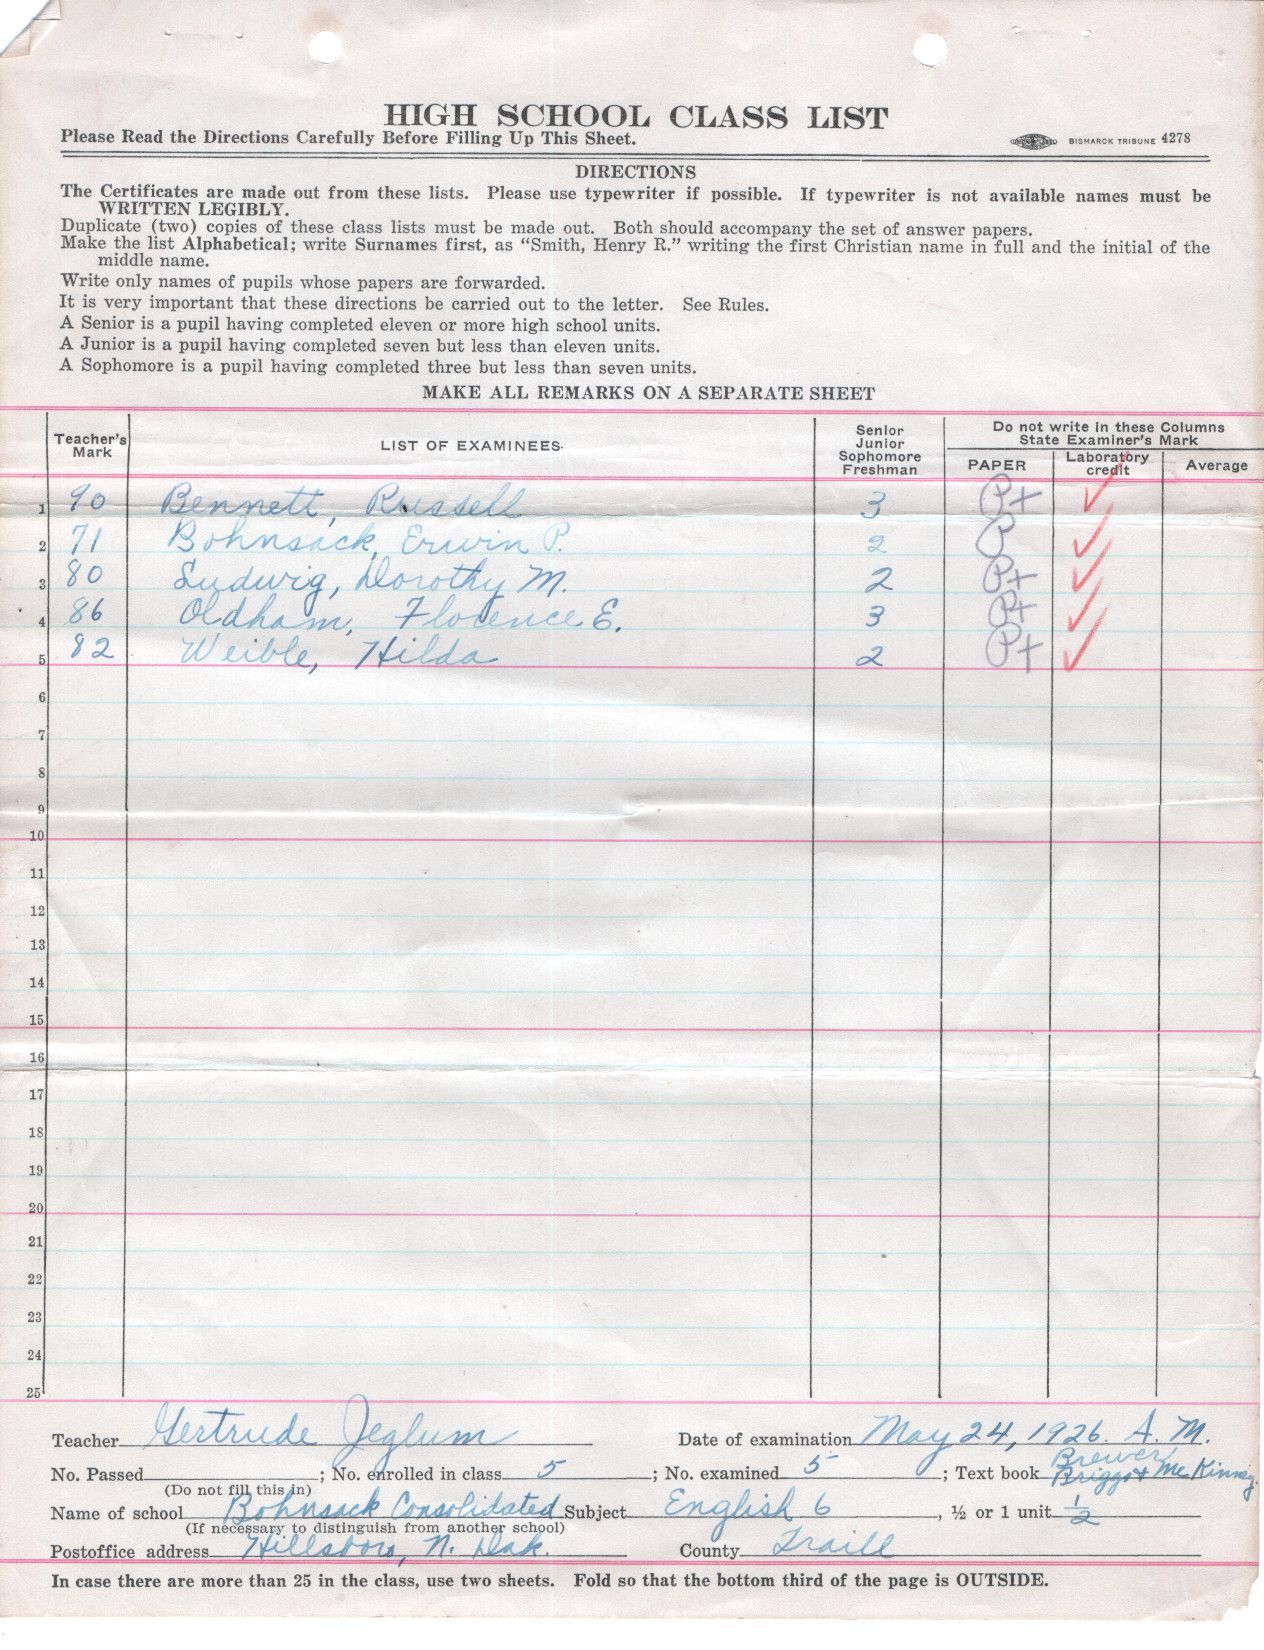 HIGH SCHOOL CLASS LIST
Please Read the Directions Carefully Before Filling Up This Sheet. BISMARCK TRIBUNE 4278
DIRECTIONS
The Certificates are made out from these lists. Please use typewriter if possible. If typewriter is not available names must be
WRITTEN LEGIBLY.
Duplicate (two) copies of these class lists must be made out. Both should accompany the set of answer papers.
Make the list Alphabetical; write Surnames first, as "Smith, Henry R." writing the first Christian name in full and the initial of the
middle name.
Write only names of pupils whose papers are forwarded.
It is very important that these directions be carried out to the letter. See Rules.
A Senior is a pupil having completed eleven or more high school units.
A Junior is a pupil having completed seven but less than eleven units.
A Sophomore is a pupil having completed three but less than seven units.
MAKE ALL REMARKS ON A SEPARATE SHEET
Teacher's Mark LIST OF EXAMINEES. Senior Junior Sophomore Freshman Do not write in these Columns State Examiner's Mark
PAPER Laboratory credit Average
1 90 Bennett, Russell 3 P+ ✓
2 71 Bohnsack, Erwin P. 2 P ✓
3 80 Ludwig, Dorothy M. 2 P+ ✓
4 86 Oldham, Florence E. 3 P+ ✓
5 82 Weible, Hilda 2 P+ ✓
6
7
8
9
10
11
12
13
14
15
16
17
18
19
20
21
22
23
24
25
Teacher Gertrude Jeglum Date of examination May 24, 1926. A. M.
No. Passed ; No. enrolled in class 5 ; No. examined 5 ; Text book Brewer Briggs & McKinney
(Do not fill this in)
Name of school Bohnsack Consolidated Subject English 6 , ½ or 1 unit ½
(If necessary to distinguish from another school)
Postoffice address Hillsboro, N. Dak. County Traill
In case there are more than 25 in the class, use two sheets. Fold so that the bottom third of the page is OUTSIDE.